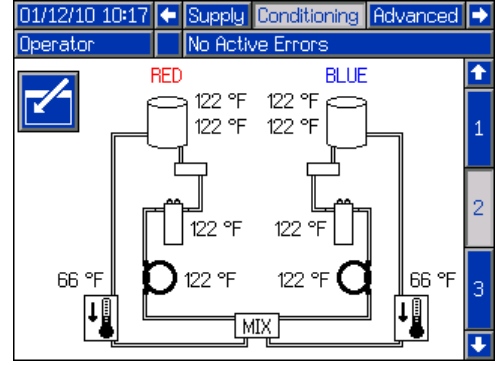 01/12/10 10:17 Supply Conditioning Advanced
Operator No Active Errors
RED BLUE
122 °F 122 °F
122 °F 122 °F
1
2
122 °F 122 °F
66 °F 122 °F 122 °F 66 °F
3
MIX